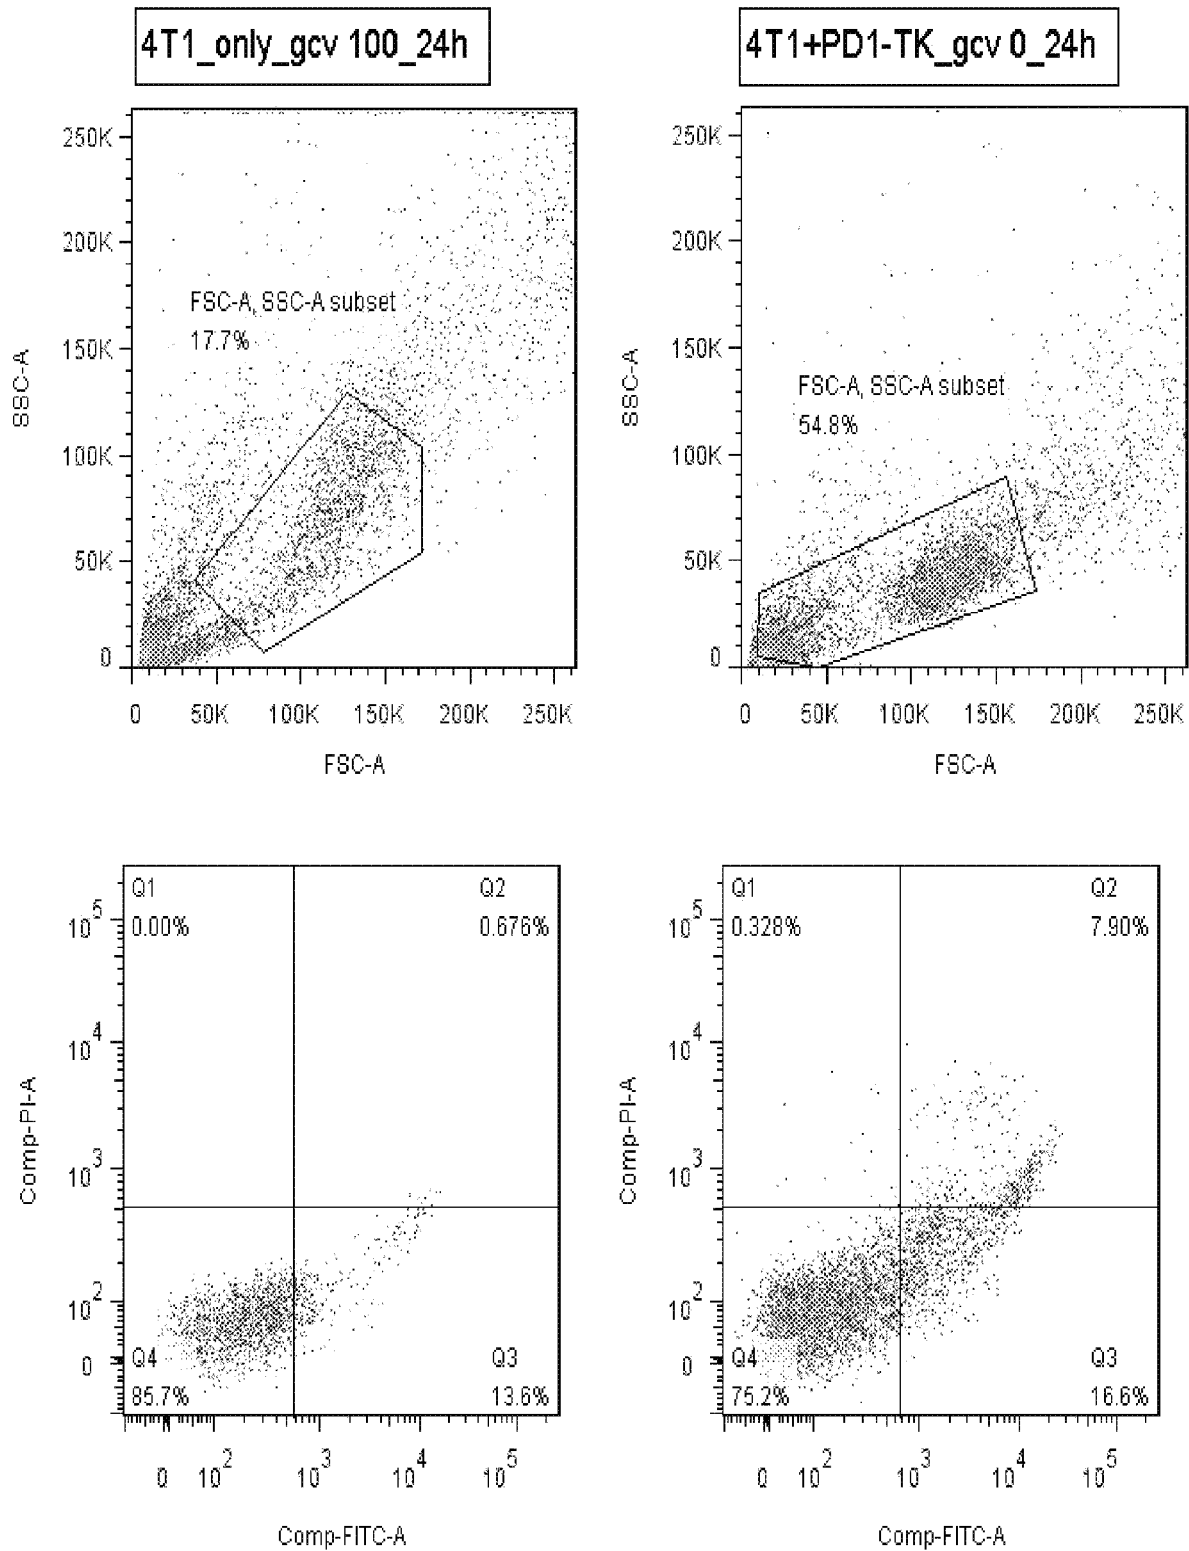 4T1_only_gcv 100_24h
4T1+PD1-TK_gcv 0_24h
250K
200K
150K
100K
50K
0
SSC-A
FSC-A, SSC-A subset
17.7%
0 50K 100K 150K 200K 250K
FSC-A
250K
200K
150K
100K
50K
0
SSC-A
FSC-A, SSC-A subset
54.8%
0 50K 100K 150K 200K 250K
FSC-A
Q1
0.00%
Q2
0.676%
10^5
10^4
10^3
10^2
0
Comp-PI-A
Q4
85.7%
Q3
13.6%
0 10^2 10^3 10^4 10^5
Comp-FITC-A
Q1
0.328%
Q2
7.90%
10^5
10^4
10^3
10^2
0
Comp-PI-A
Q4
75.2%
Q3
16.6%
0 10^2 10^3 10^4 10^5
Comp-FITC-A